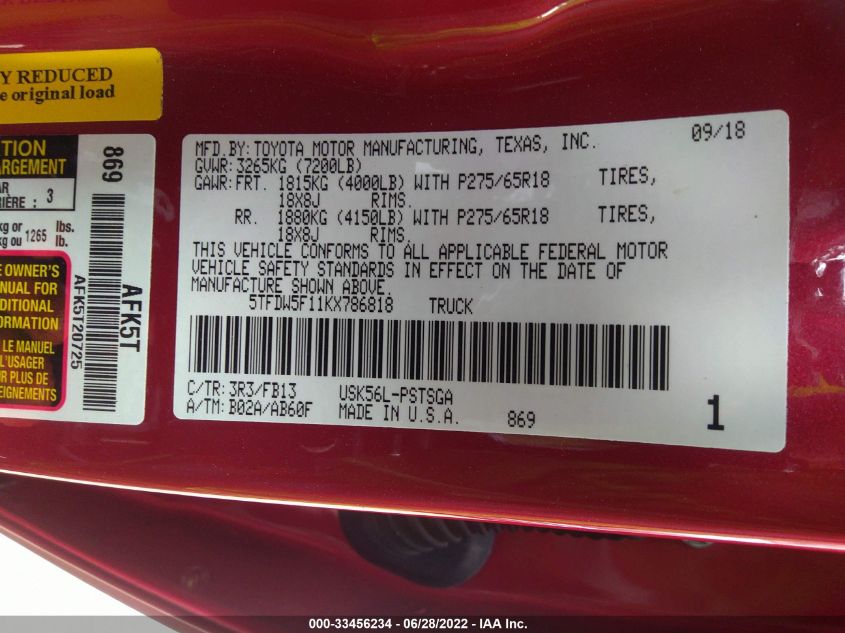 Y REDUCED
e original load
TION
ARGEMENT
AR
RIÈRE : 3
kg or 1265 lbs.
kg ou lb.
E OWNER'S
MANUAL FOR
DITIONAL
FORMATION
LE MANUEL
L'USAGER
UR PLUS DE
EIGNEMENTS
869
AFK5T
AFK5T20725
MFD.BY: TOYOTA MOTOR MANUFACTURING, TEXAS, INC. 09/18
GVWR: 3265KG (7200LB)
GAWR: FRT. 1815KG (4000LB) WITH P275/65R18 TIRES,
18X8J RIMS.
RR. 1880KG (4150LB) WITH P275/65R18 TIRES,
18X8J RIMS.
THIS VEHICLE CONFORMS TO ALL APPLICABLE FEDERAL MOTOR
VEHICLE SAFETY STANDARDS IN EFFECT ON THE DATE OF
MANUFACTURE SHOWN ABOVE.
5TFDW5F11KX786818 TRUCK
C/TR: 3R3/FB13 USK56L-PSTSGA
A/TM: B02A/AB60F MADE IN U.S.A. 869 1
000-33456234 - 06/28/2022 - IAA Inc.